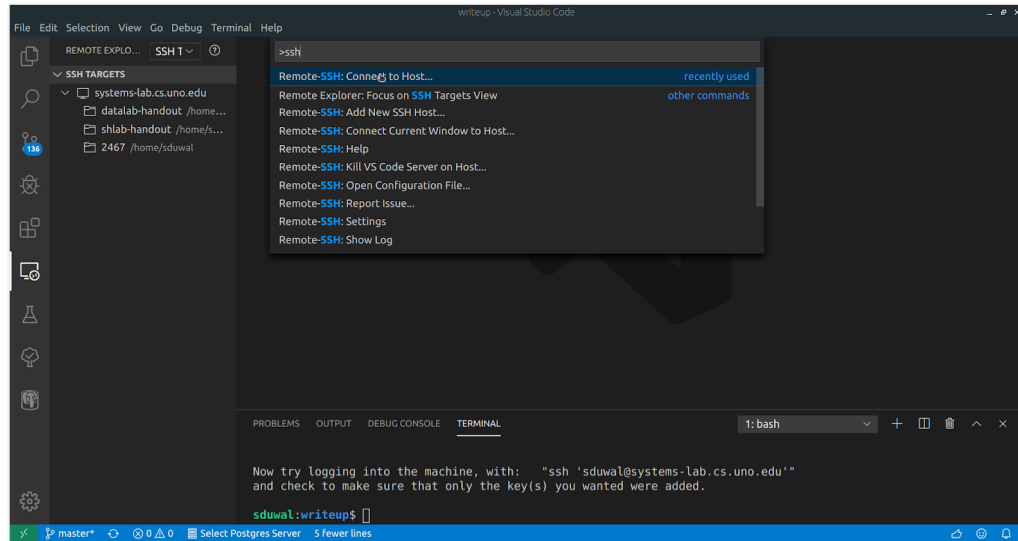 writeup - Visual Studio Code
File Edit Selection View Go Debug Terminal Help
REMOTE EXPLO... SSH T
SSH TARGETS
systems-lab.cs.uno.edu
datalab-handout /home...
shlab-handout /home/s...
2467 /home/sduwal
136
>ssh
Remote-SSH: Connect to Host... recently used
Remote Explorer: Focus on SSH Targets View other commands
Remote-SSH: Add New SSH Host...
Remote-SSH: Connect Current Window to Host...
Remote-SSH: Help
Remote-SSH: Kill VS Code Server on Host...
Remote-SSH: Open Configuration File...
Remote-SSH: Report Issue...
Remote-SSH: Settings
Remote-SSH: Show Log
PROBLEMS OUTPUT DEBUG CONSOLE TERMINAL 1: bash
Now try logging into the machine, with: "ssh 'sduwal@systems-lab.cs.uno.edu'"
and check to make sure that only the key(s) you wanted were added.
sduwal:writeup$
master* 0 0 Select Postgres Server 5 fewer lines